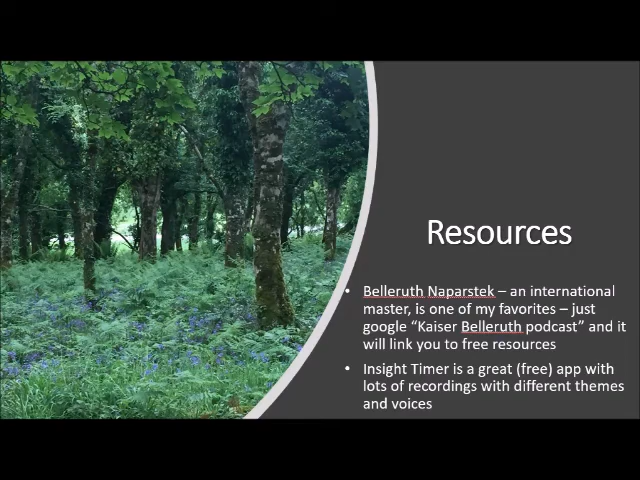 Resources
• Belleruth Naparstek – an international
master, is one of my favorites – just
google “Kaiser Belleruth podcast” and it
will link you to free resources
• Insight Timer is a great (free) app with
lots of recordings with different themes
and voices